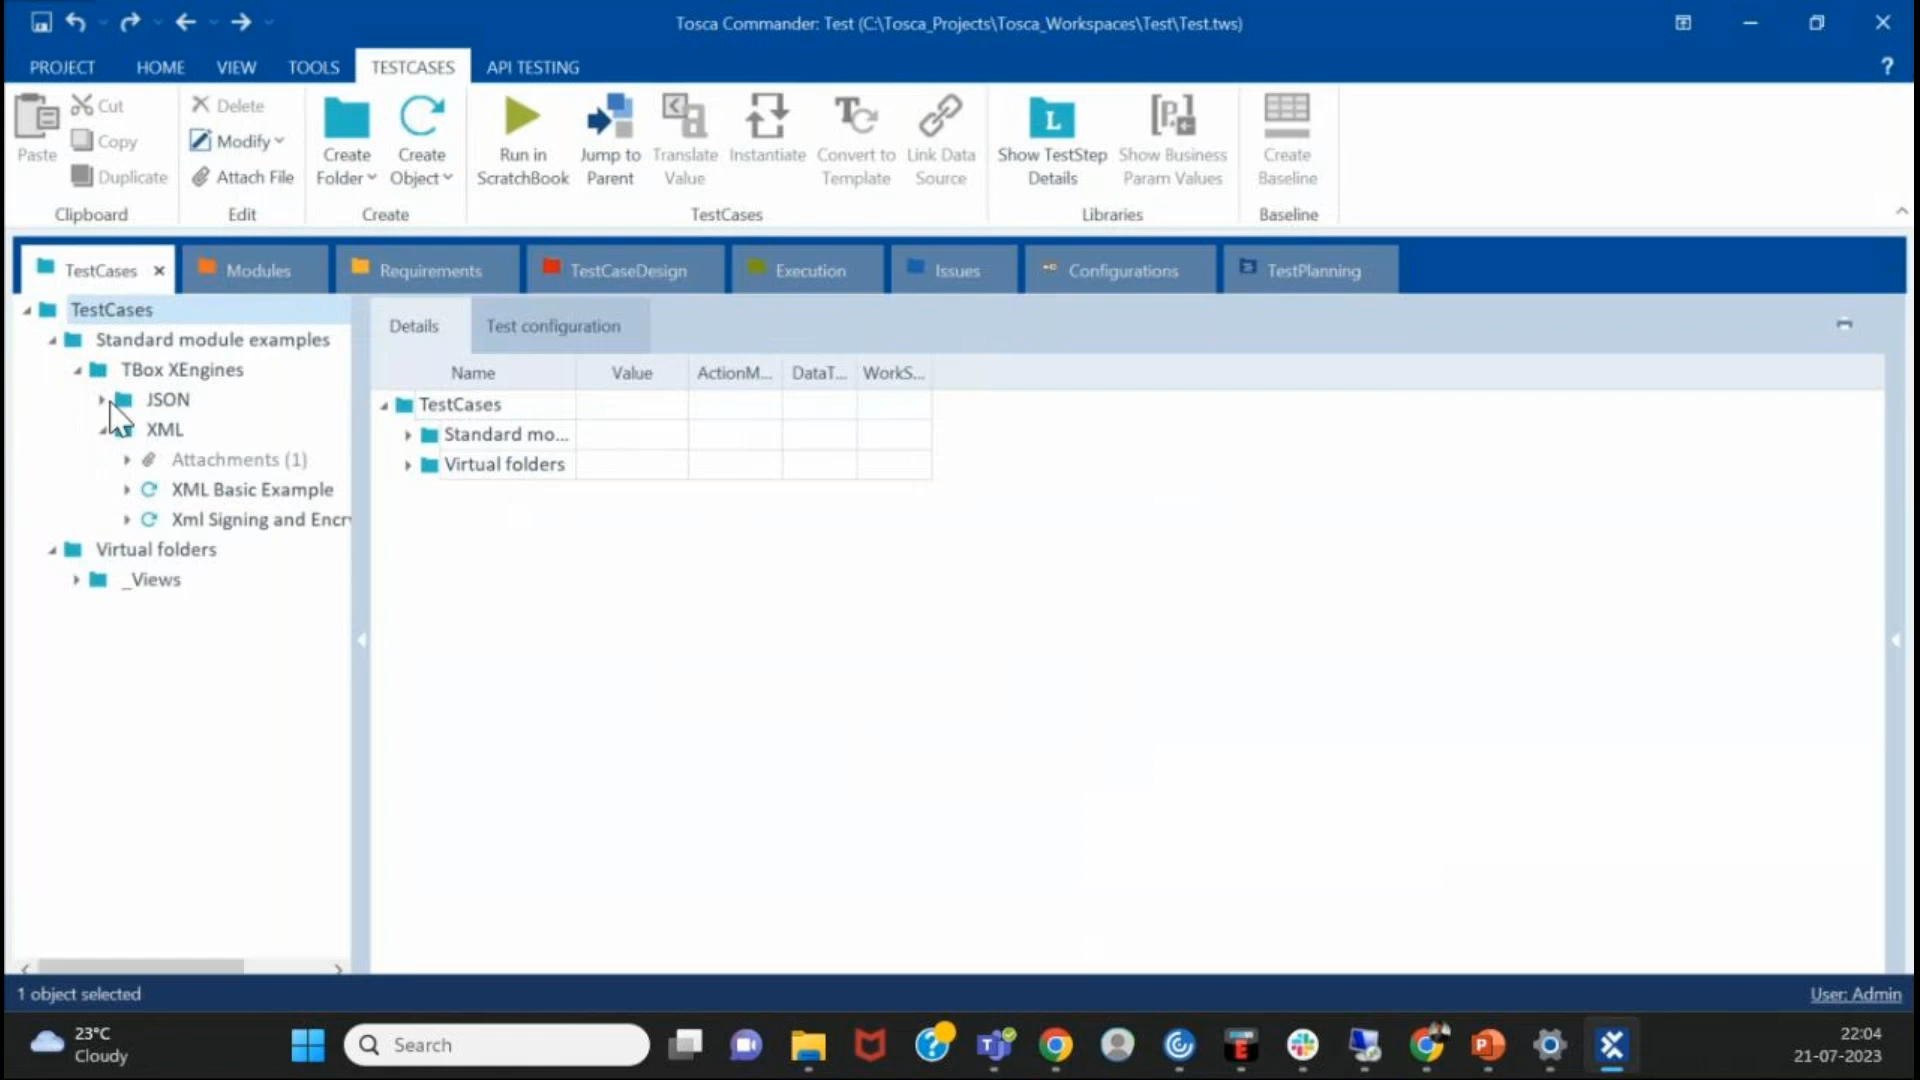 Tosca Commander: Test (C:\Tosca_Projects\Tosca_Workspaces\Test\Test.tws)
PROJECT HOME VIEW TOOLS TESTCASES API TESTING ?
Paste
Cut
Copy
Duplicate
Clipboard
Delete
Modify
Attach File
Edit
Create Folder
Create Object
Create
Run in ScratchBook
Jump to Parent
Translate Value
Instantiate
Convert to Template
Link Data Source
TestCases
Show TestStep Details
Show Business Param Values
Libraries
Create Baseline
Baseline
TestCases Modules Requirements TestCaseDesign Execution Issues Configurations TestPlanning
TestCases
Standard module examples
TBox XEngines
JSON
XML
Attachments (1)
XML Basic Example
Xml Signing and Encr
Virtual folders
_Views
Details Test configuration
Name Value ActionM... DataT... WorkS...
TestCases
Standard mo...
Virtual folders
1 object selected
User: Admin
23°C
Cloudy
Search
22:04
21-07-2023